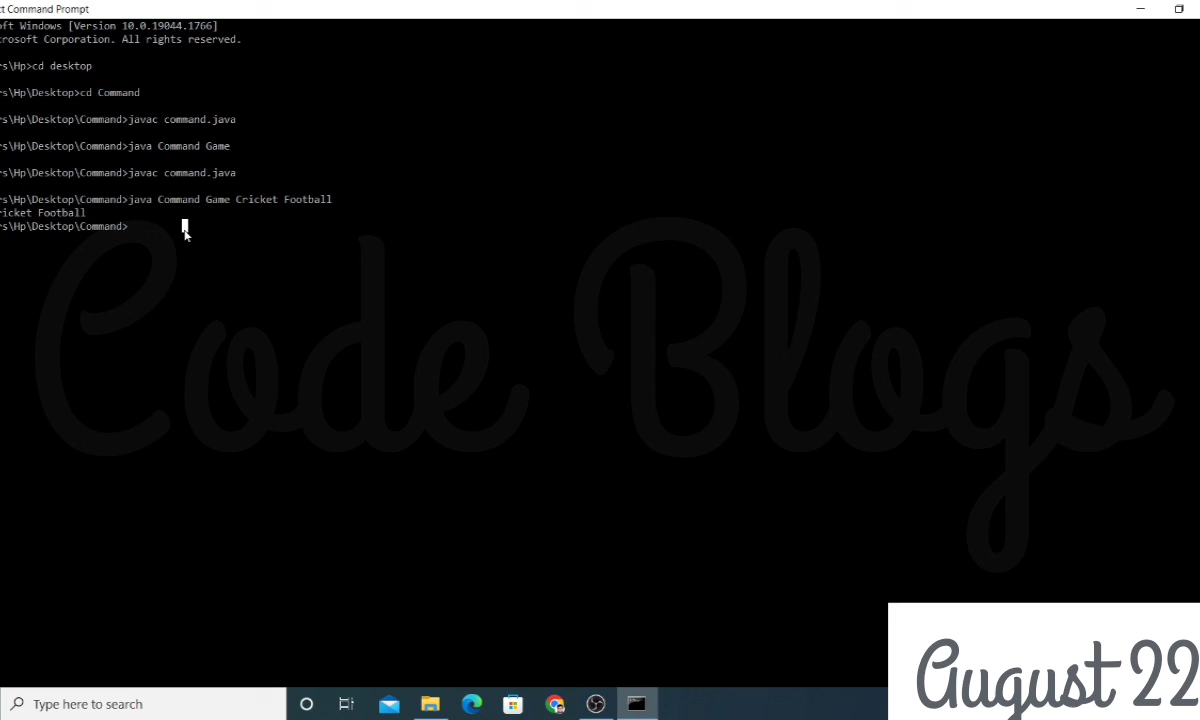 ct Command Prompt
oft Windows [Version 10.0.19044.1766]
rosoft Corporation. All rights reserved.
rs\Hp>cd desktop
rs\Hp\Desktop>cd Command
rs\Hp\Desktop\Command>javac command.java
rs\Hp\Desktop\Command>java Command Game
rs\Hp\Desktop\Command>javac command.java
rs\Hp\Desktop\Command>java Command Game Cricket Football
ricket Football
rs\Hp\Desktop\Command>
Code Blogs
August 22
Type here to search